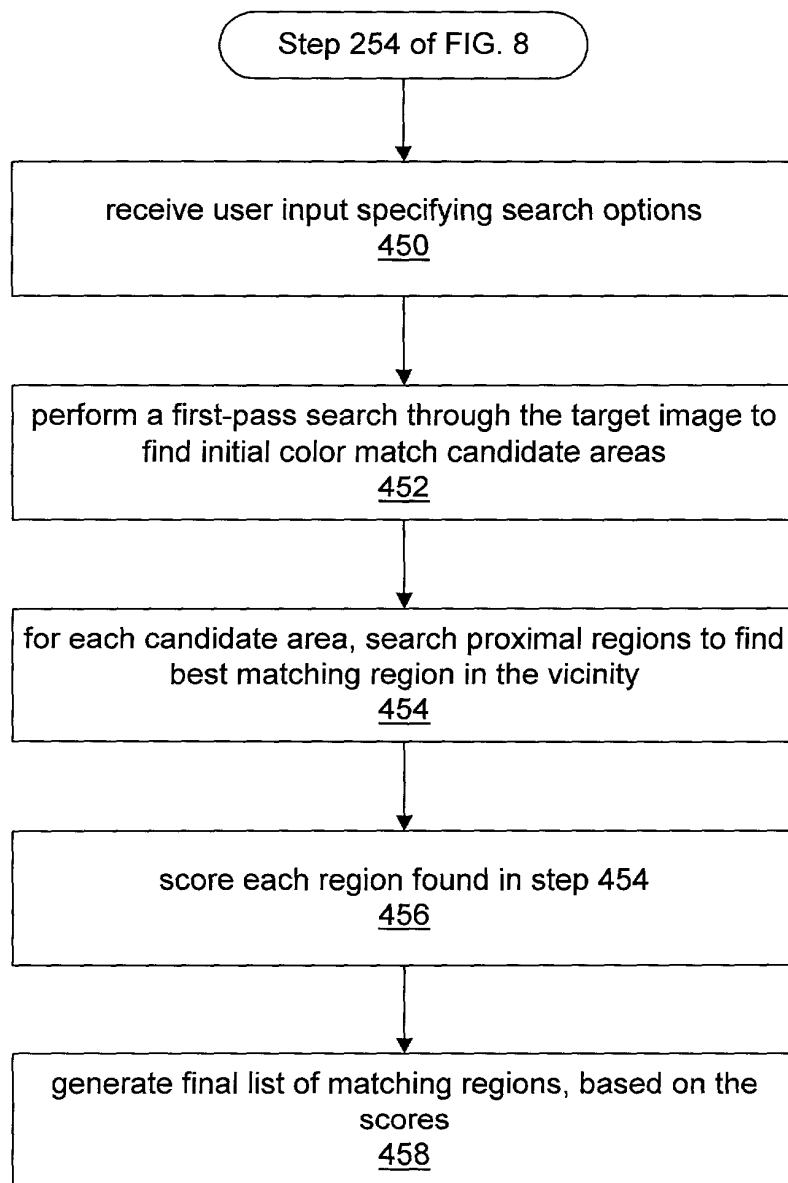 Step 254 of FIG. 8
receive user input specifying search options
450
perform a first-pass search through the target image to
find initial color match candidate areas
452
for each candidate area, search proximal regions to find
best matching region in the vicinity
454
score each region found in step 454
456
generate final list of matching regions, based on the
scores
458